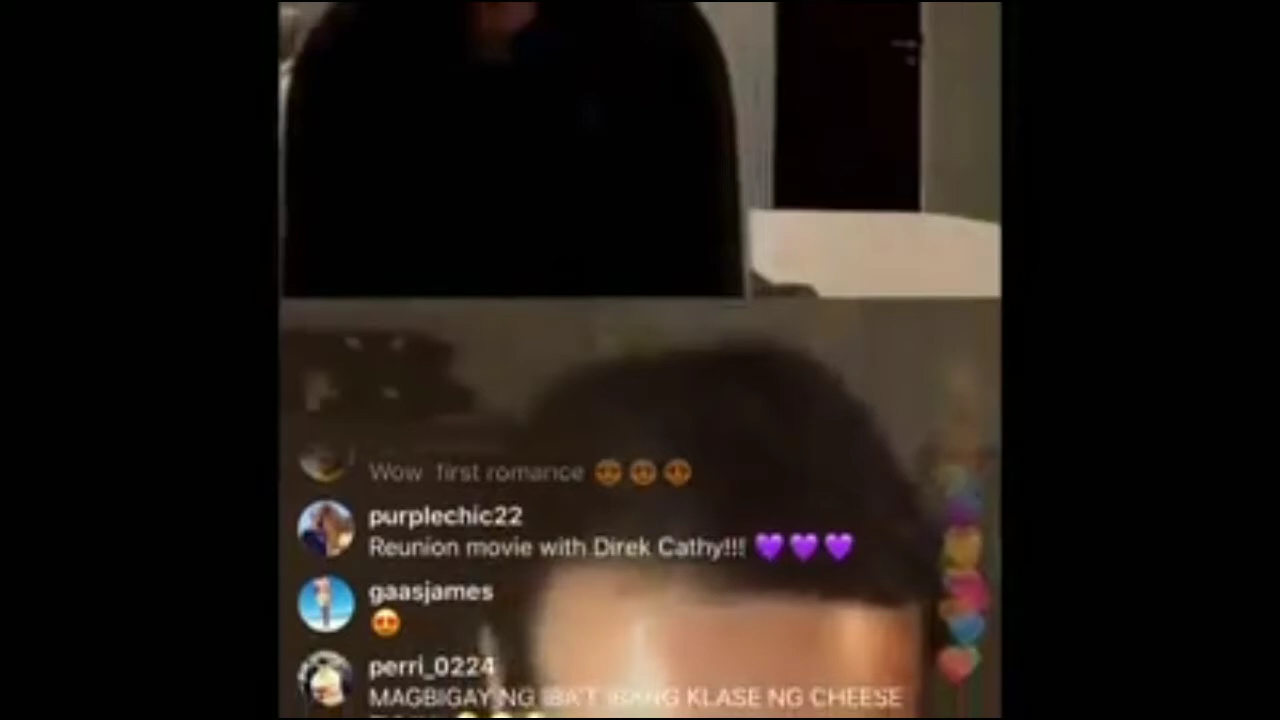 Wow first romance 😍 😍 😍
purplechic22
Reunion movie with Direk Cathy!!! 💜 💜 💜
gaasjames
😍
perri_0224
MAGBIGAY NG IBA'T IBANG KLASE NG CHEESE